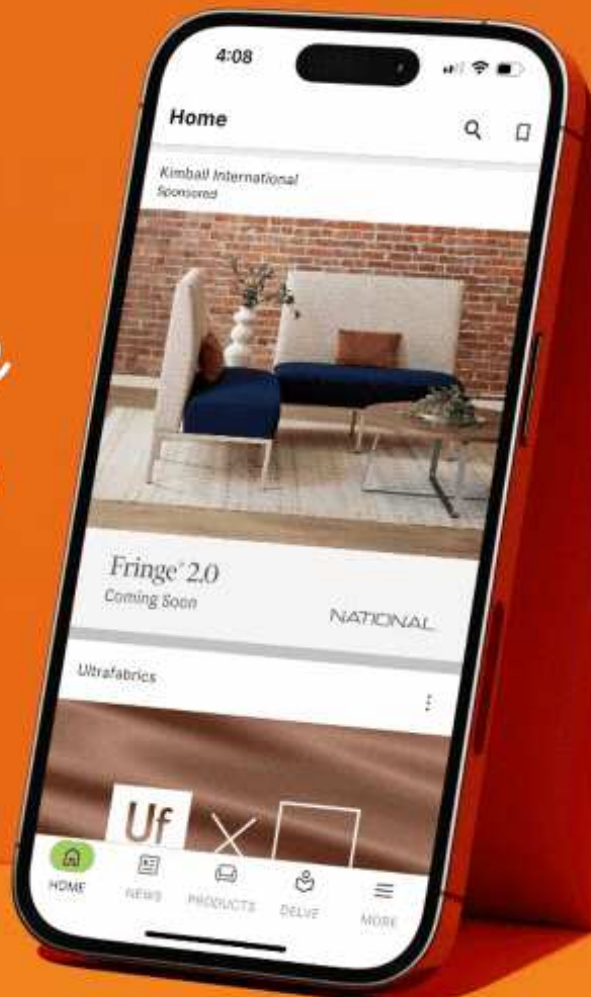 4:08
Home
Kimball International
Sponsored
Fringe® 2.0
Coming Soon
NATIONAL
Ultrafabrics
Uf
HOME
NEWS
PRODUCTS
DELVE
MORE